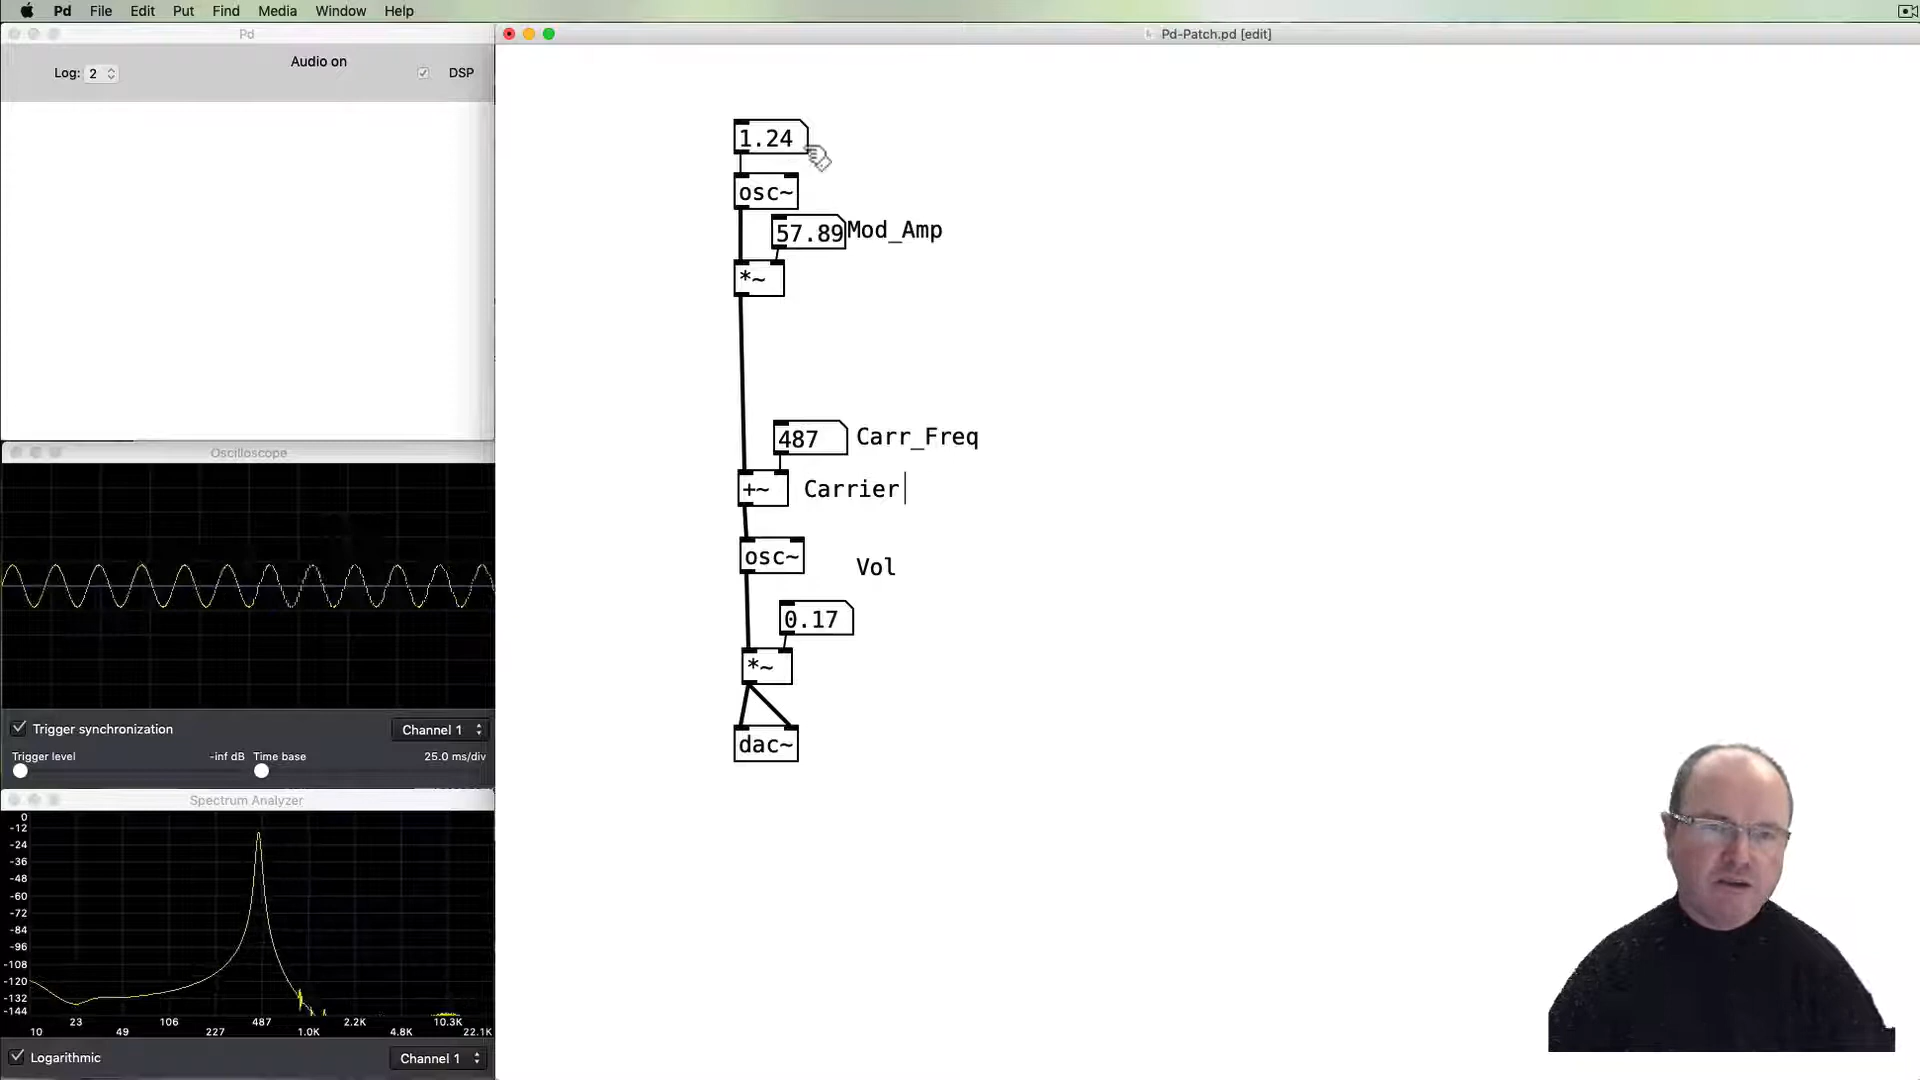 Pd File Edit Put Find Media Window Help
Pd
Log: 2
Audio on
DSP
Pd-Patch.pd [edit]
1.24
osc~
57.89 Mod_Amp
*~
487 Carr_Freq
+~ Carrier
osc~
Vol
0.17
*~
dac~
Oscilloscope
Trigger synchronization
Channel 1
Trigger level -inf dB Time base 25.0 ms/div
Spectrum Analyzer
0
-12
-24
-36
-48
-60
-72
-84
-96
-108
-120
-132
-144
23 106 487 2.2K 10.3K
10 49 227 1.0K 4.8K 22.1K
Logarithmic
Channel 1